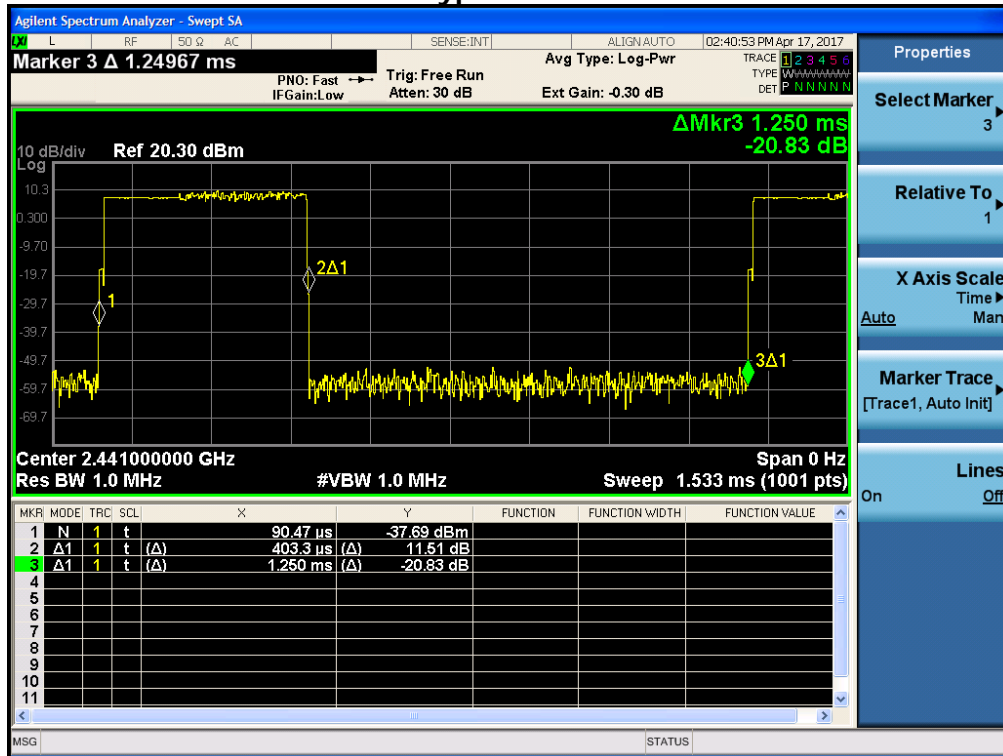 Agilent Spectrum Analyzer - Swept SA
LXI L RF 50 Ω AC SENSE:INT ALIGN AUTO 02:40:53 PM Apr 17, 2017
Marker 3 Δ 1.24967 ms
PNO: Fast
IFGain:Low
Trig: Free Run
Atten: 30 dB
Avg Type: Log-Pwr
Ext Gain: -0.30 dB
TRACE 1 2 3 4 5 6
TYPE W
DET P N N N N N
ΔMkr3 1.250 ms
-20.83 dB
10 dB/div Ref 20.30 dBm
Log
10.3
0.300
-9.70
-19.7
-29.7
-39.7
-49.7
-59.7
-69.7
1
2Δ1
3Δ1
Center 2.441000000 GHz Span 0 Hz
Res BW 1.0 MHz #VBW 1.0 MHz Sweep 1.533 ms (1001 pts)
MKR MODE TRC SCL X Y FUNCTION FUNCTION WIDTH FUNCTION VALUE
1 N 1 t 90.47 µs -37.69 dBm
2 Δ1 1 t (Δ) 403.3 µs (Δ) 11.51 dB
3 Δ1 1 t (Δ) 1.250 ms (Δ) -20.83 dB
4
5
6
7
8
9
10
11
MSG STATUS
Properties
Select Marker
3
Relative To
1
X Axis Scale
Time
Auto Man
Marker Trace
[Trace1, Auto Init]
Lines
On Off